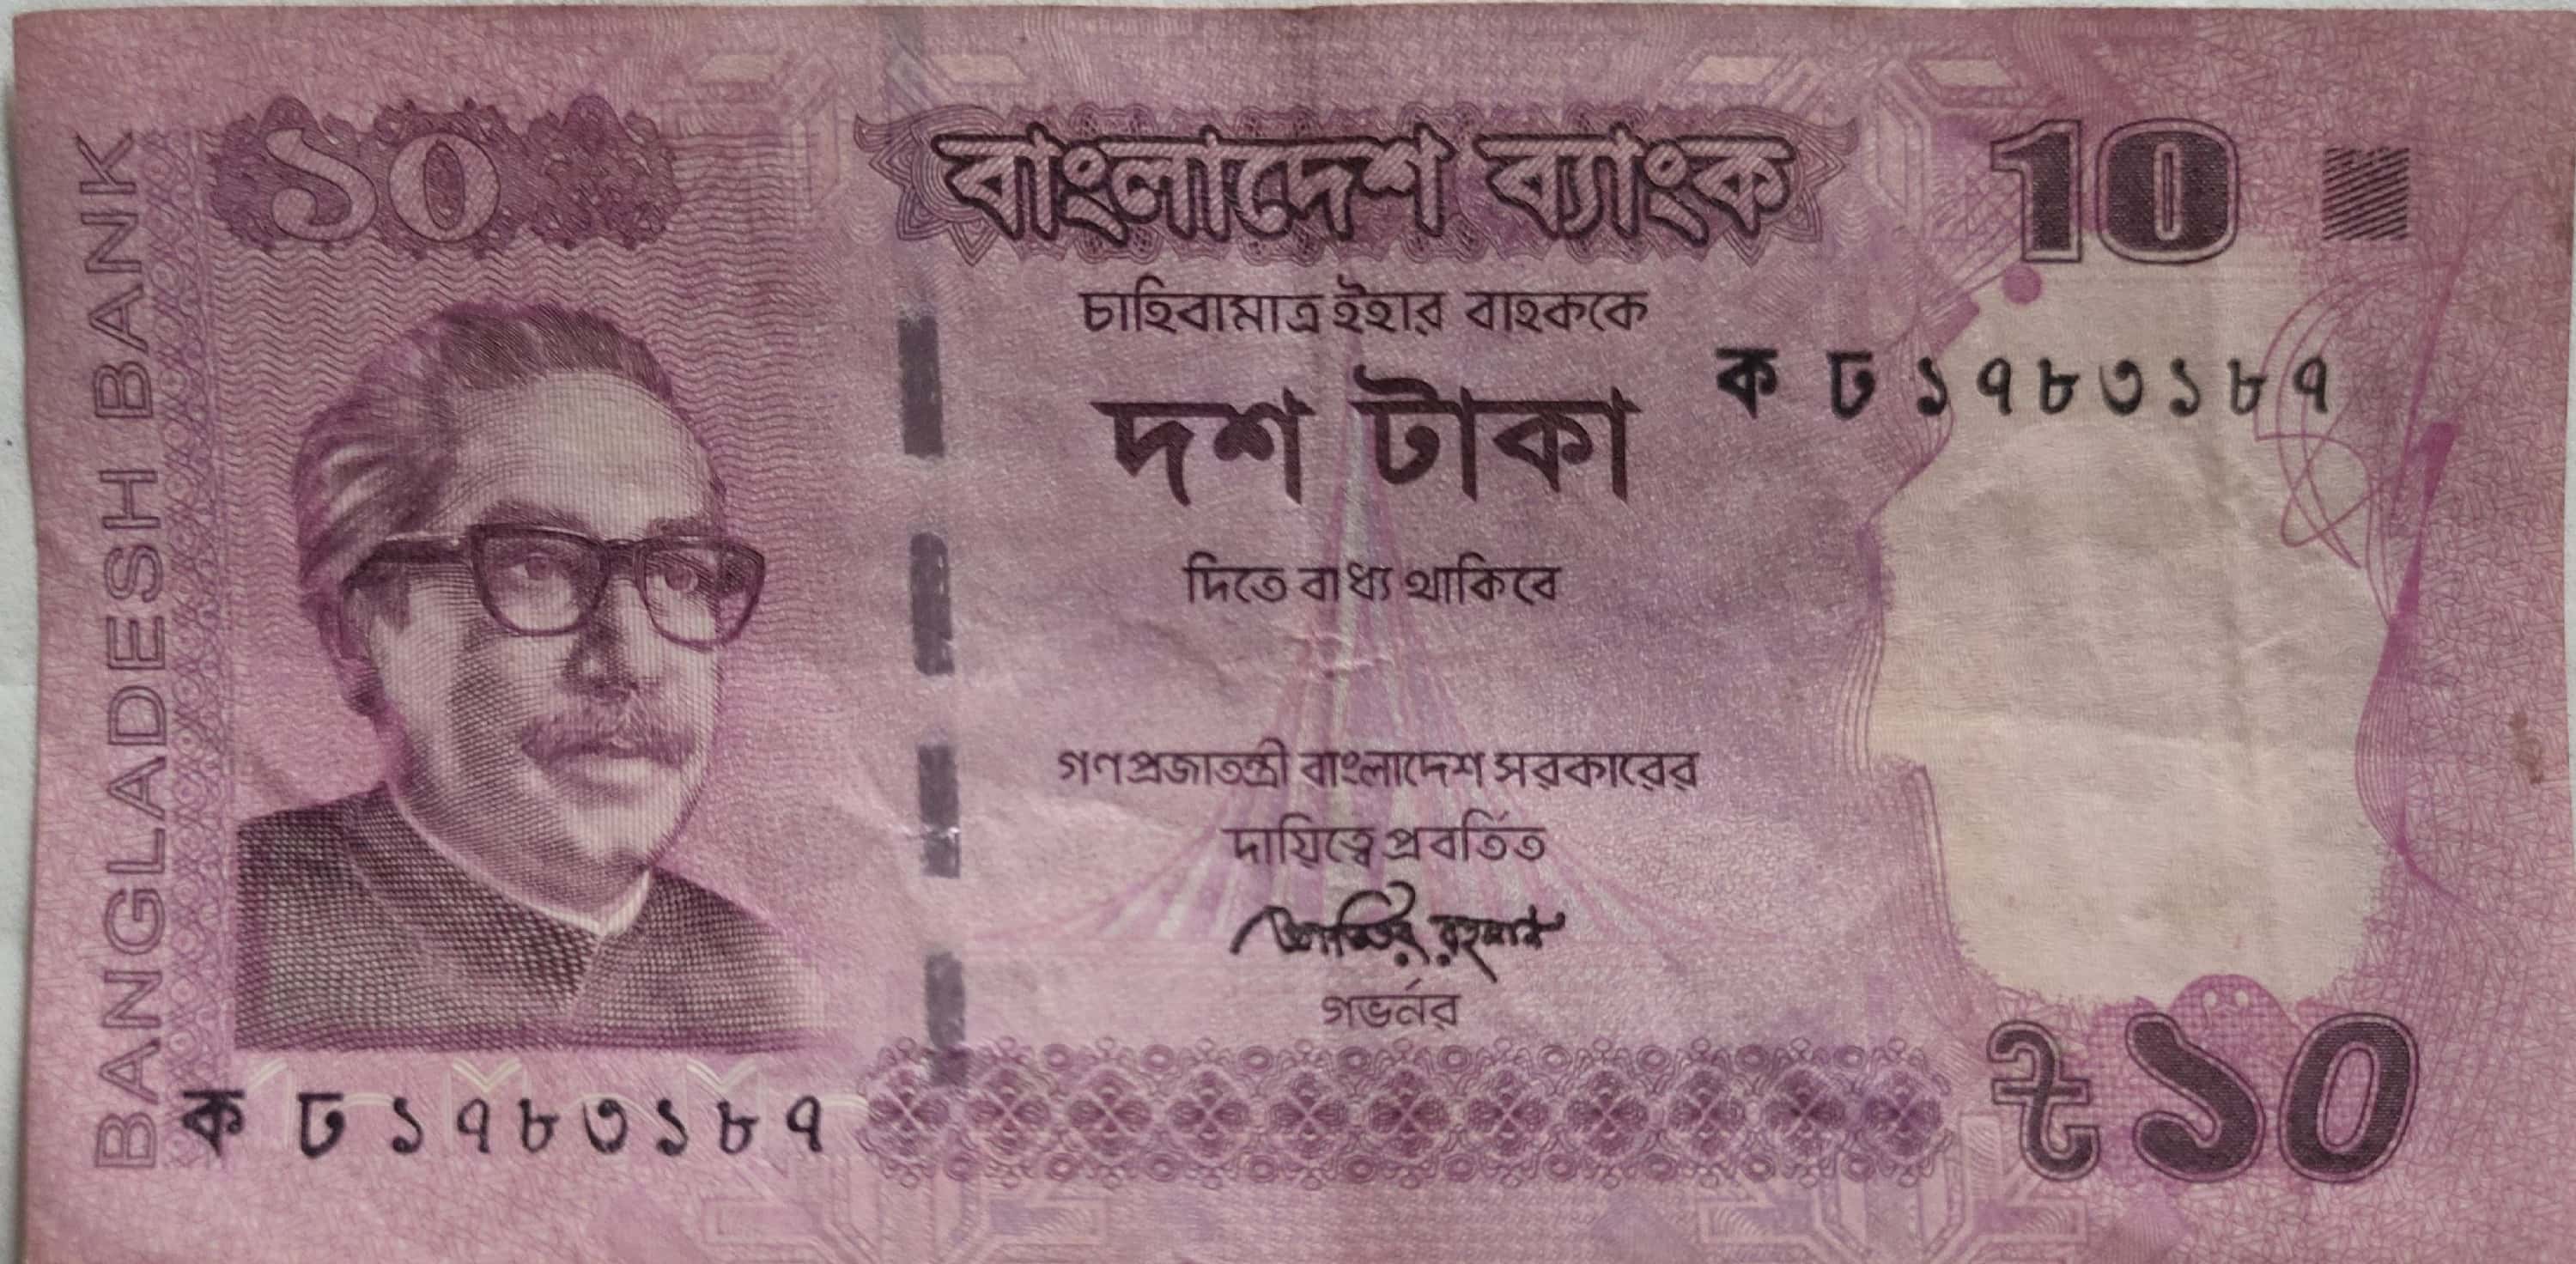 BANGLADESH BANK
১০
বাংলাদেশ ব্যাংক
10
চাহিবামাত্র ইহার বাহককে
ক ঢ ১৭৮৩১৮৭
দশ টাকা
দিতে বাধ্য থাকিবে
গণপ্রজাতন্ত্রী বাংলাদেশ সরকারের
দায়িত্বে প্রবর্তিত
আতিউর রহমান
গভর্নর
ক ঢ ১৭৮৩১৮৭
৳১০